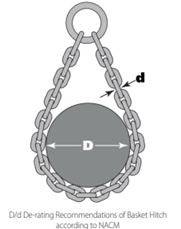 d
D
D/d De-rating Recommendations of Basket Hitch
according to NACM